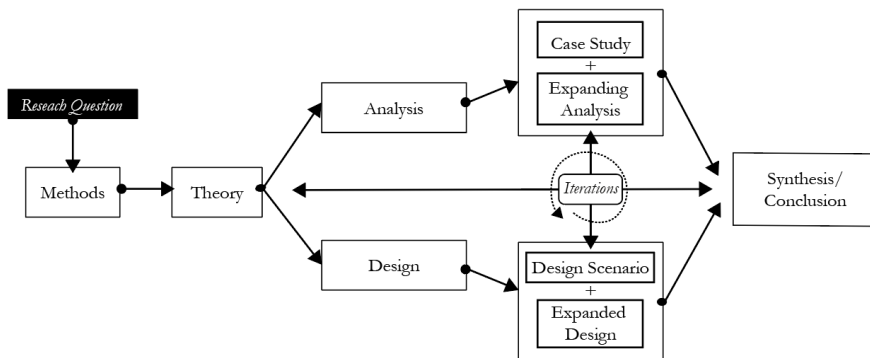 Reseach Question
Methods
Theory
Analysis
Design
Case Study
+
Expanding
Analysis
Iterations
Design Scenario
+
Expanded
Design
Synthesis/
Conclusion